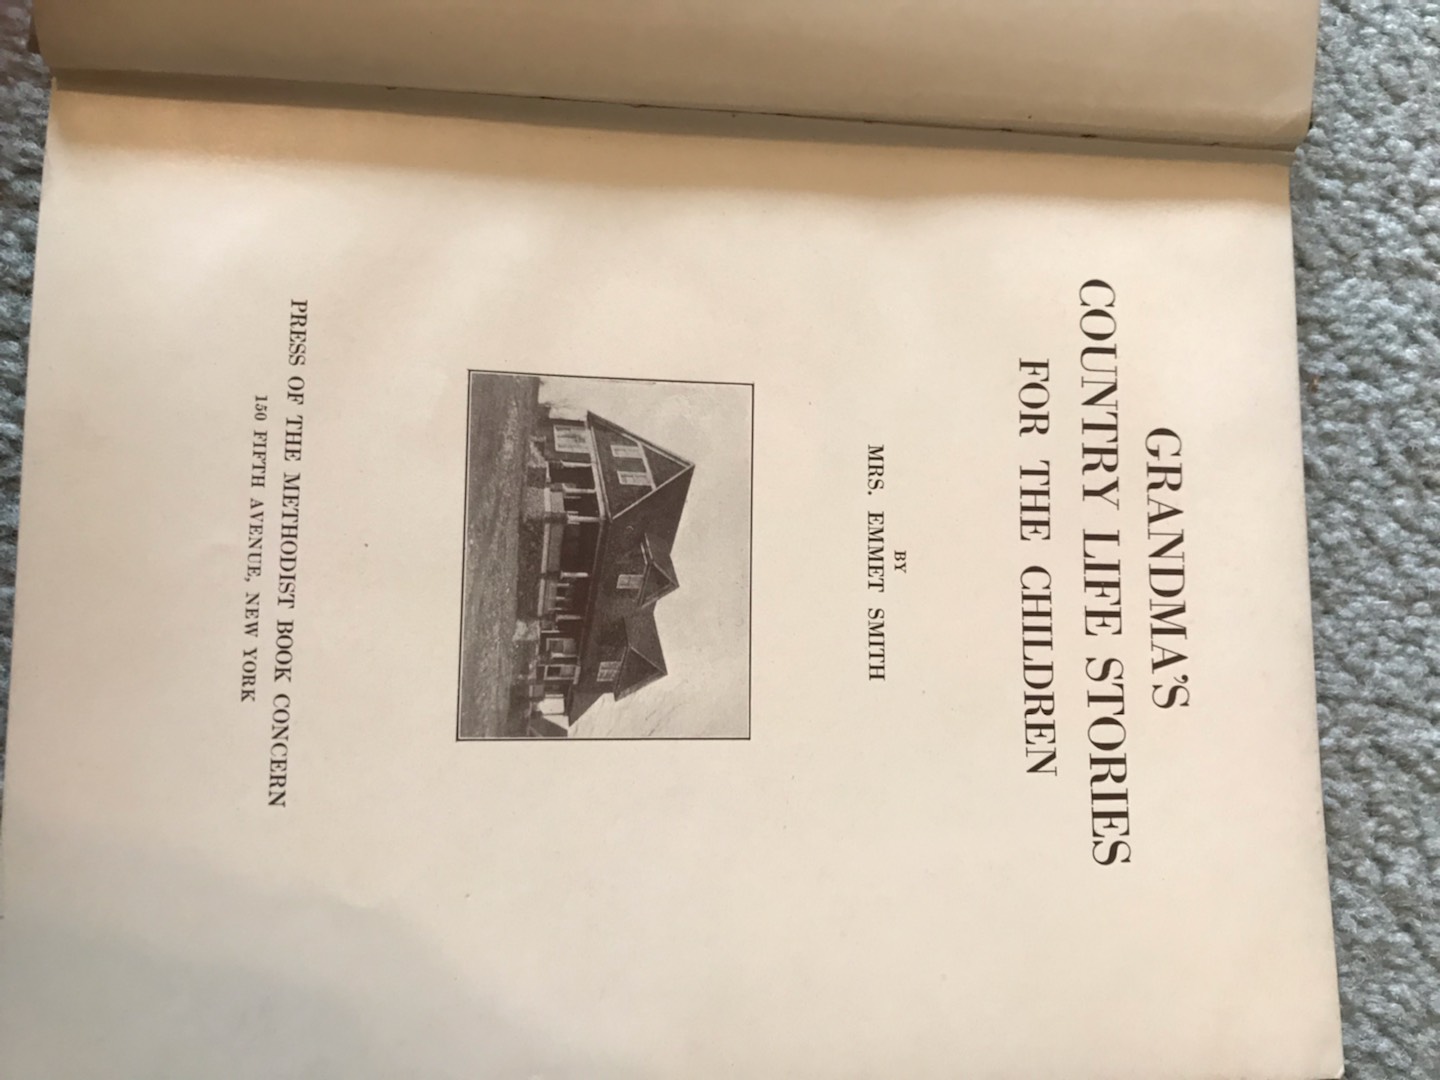 GRANDMA'S
COUNTRY LIFE STORIES
FOR THE CHILDREN
BY
MRS. EMMET SMITH
PRESS OF THE METHODIST BOOK CONCERN
150 FIFTH AVENUE, NEW YORK